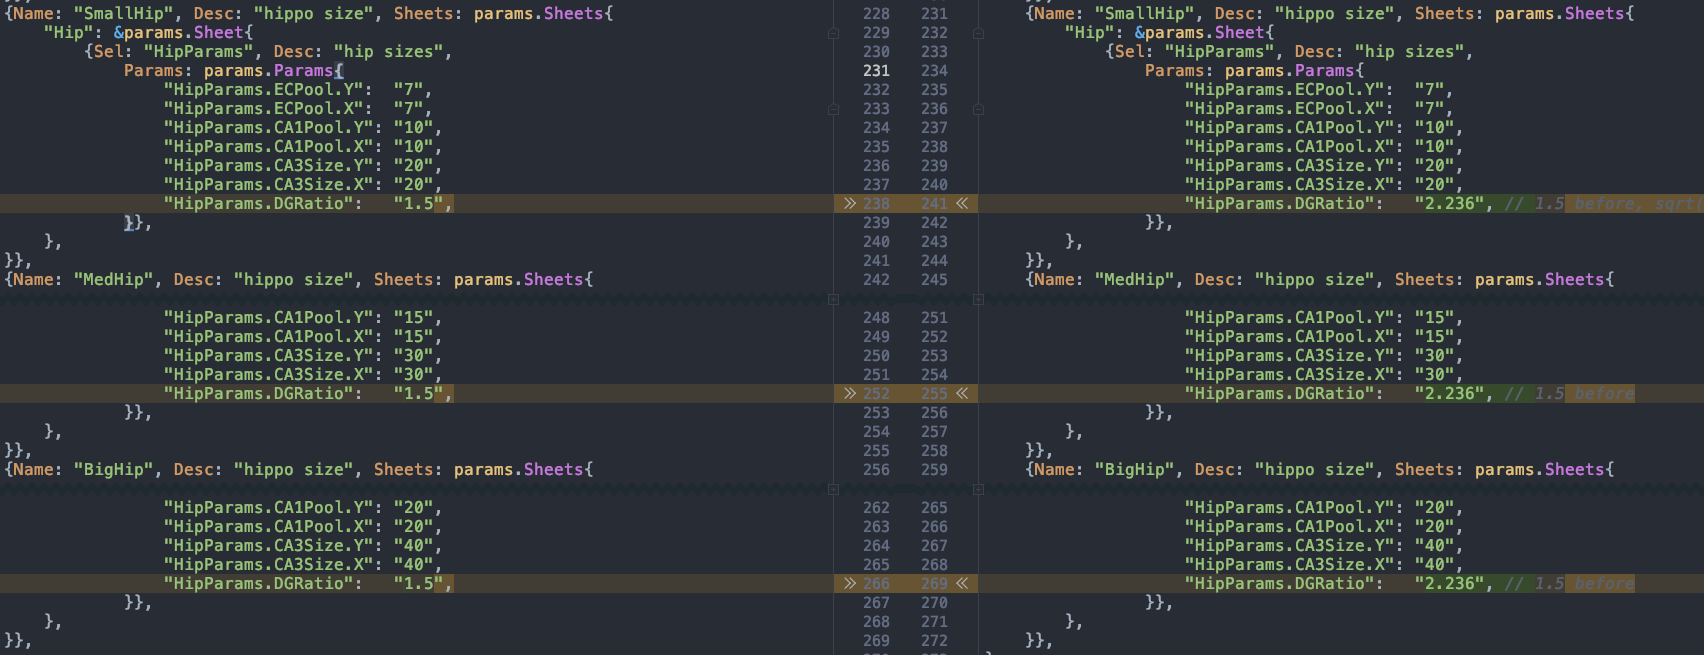 {Name: "SmallHip", Desc: "hippo size", Sheets: params.Sheets{
"Hip": &params.Sheet{
{Sel: "HipParams", Desc: "hip sizes",
Params: params.Params{
"HipParams.ECPool.Y": "7",
"HipParams.ECPool.X": "7",
"HipParams.CA1Pool.Y": "10",
"HipParams.CA1Pool.X": "10",
"HipParams.CA3Size.Y": "20",
"HipParams.CA3Size.X": "20",
"HipParams.DGRatio": "1.5",
}},
},
}},
{Name: "MedHip", Desc: "hippo size", Sheets: params.Sheets{
"HipParams.CA1Pool.Y": "15",
"HipParams.CA1Pool.X": "15",
"HipParams.CA3Size.Y": "30",
"HipParams.CA3Size.X": "30",
"HipParams.DGRatio": "1.5",
}},
},
}},
{Name: "BigHip", Desc: "hippo size", Sheets: params.Sheets{
"HipParams.CA1Pool.Y": "20",
"HipParams.CA1Pool.X": "20",
"HipParams.CA3Size.Y": "40",
"HipParams.CA3Size.X": "40",
"HipParams.DGRatio": "1.5",
}},
},
}},
228 231
229 232
230 233
231 234
232 235
233 236
234 237
235 238
236 239
237 240
» 238 241 «
239 242
240 243
241 244
242 245
248 251
249 252
250 253
251 254
» 252 255 «
253 256
254 257
255 258
256 259
262 265
263 266
264 267
265 268
» 266 269 «
267 270
268 271
269 272
{Name: "SmallHip", Desc: "hippo size", Sheets: params.Sheets{
"Hip": &params.Sheet{
{Sel: "HipParams", Desc: "hip sizes",
Params: params.Params{
"HipParams.ECPool.Y": "7",
"HipParams.ECPool.X": "7",
"HipParams.CA1Pool.Y": "10",
"HipParams.CA1Pool.X": "10",
"HipParams.CA3Size.Y": "20",
"HipParams.CA3Size.X": "20",
"HipParams.DGRatio": "2.236", // 1.5 before, sqrt(
}},
},
}},
{Name: "MedHip", Desc: "hippo size", Sheets: params.Sheets{
"HipParams.CA1Pool.Y": "15",
"HipParams.CA1Pool.X": "15",
"HipParams.CA3Size.Y": "30",
"HipParams.CA3Size.X": "30",
"HipParams.DGRatio": "2.236", // 1.5 before
}},
},
}},
{Name: "BigHip", Desc: "hippo size", Sheets: params.Sheets{
"HipParams.CA1Pool.Y": "20",
"HipParams.CA1Pool.X": "20",
"HipParams.CA3Size.Y": "40",
"HipParams.CA3Size.X": "40",
"HipParams.DGRatio": "2.236", // 1.5 before
}},
},
}},